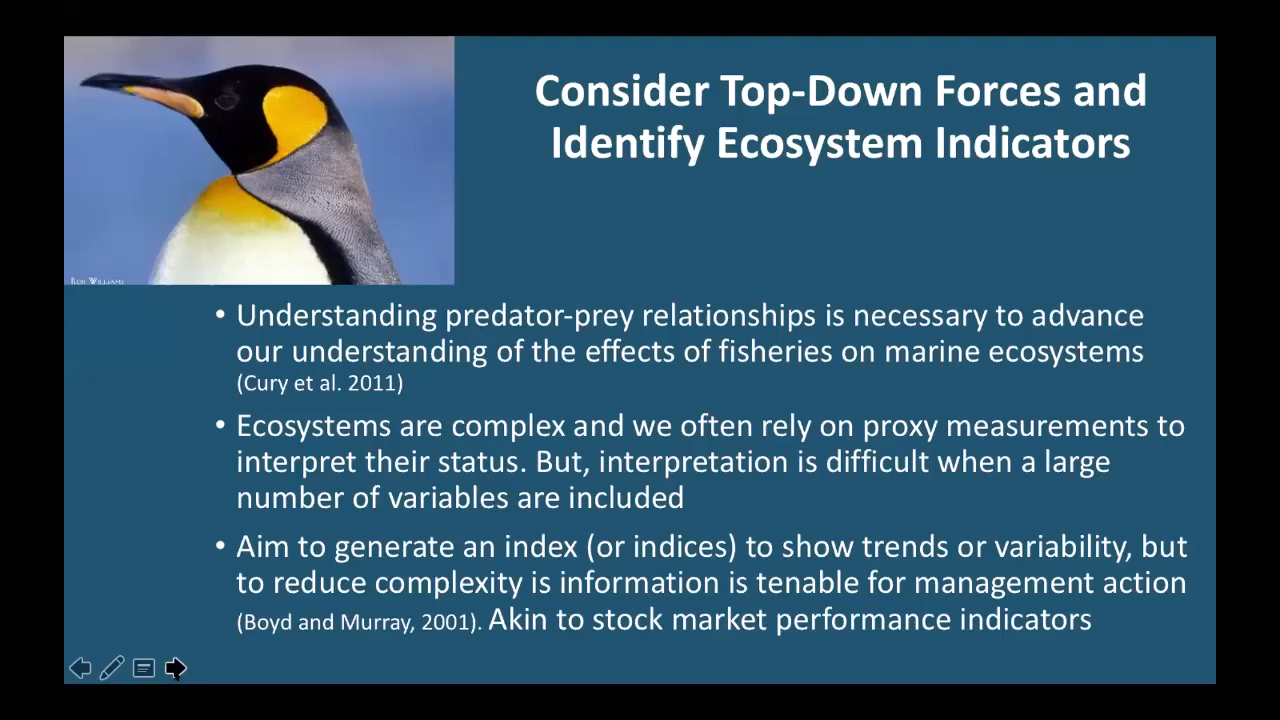 Consider Top-Down Forces and
Identify Ecosystem Indicators
Rob Williams
• Understanding predator-prey relationships is necessary to advance
our understanding of the effects of fisheries on marine ecosystems
(Cury et al. 2011)
• Ecosystems are complex and we often rely on proxy measurements to
interpret their status. But, interpretation is difficult when a large
number of variables are included
• Aim to generate an index (or indices) to show trends or variability, but
to reduce complexity is information is tenable for management action
(Boyd and Murray, 2001). Akin to stock market performance indicators